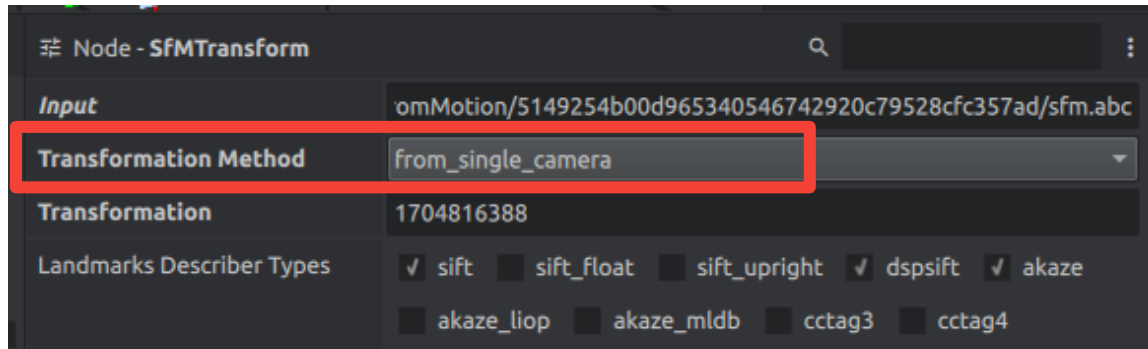 Node - SfMTransform
Input omMotion/5149254b00d965340546742920c79528cfc357ad/sfm.abc
Transformation Method from_single_camera
Transformation 1704816388
Landmarks Describer Types sift sift_float sift_upright dspsift akaze
akaze_liop akaze_mldb cctag3 cctag4